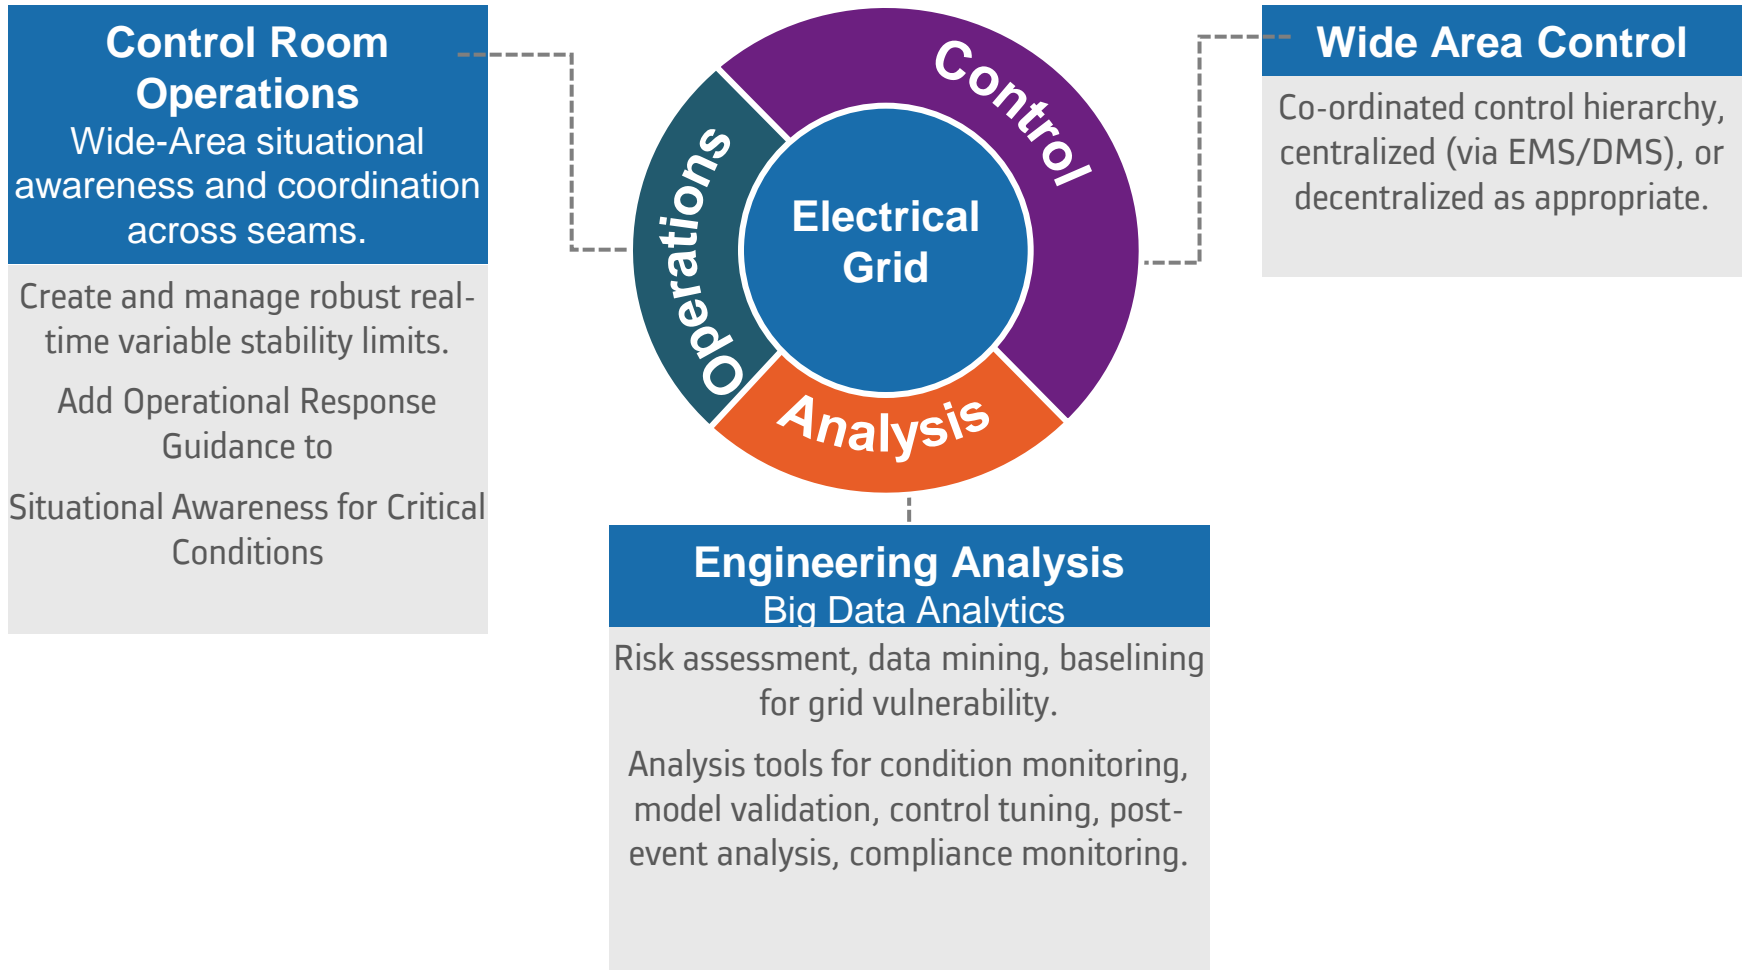 Control Room
Operations
Wide-Area situational
awareness and coordination
across seams.
Create and manage robust real-
time variable stability limits.
Add Operational Response
Guidance to
Situational Awareness for Critical
Conditions
Operations
Control
Analysis
Electrical
Grid
Wide Area Control
Co-ordinated control hierarchy,
centralized (via EMS/DMS), or
decentralized as appropriate.
Engineering Analysis
Big Data Analytics
Risk assessment, data mining, baselining
for grid vulnerability.
Analysis tools for condition monitoring,
model validation, control tuning, post-
event analysis, compliance monitoring.